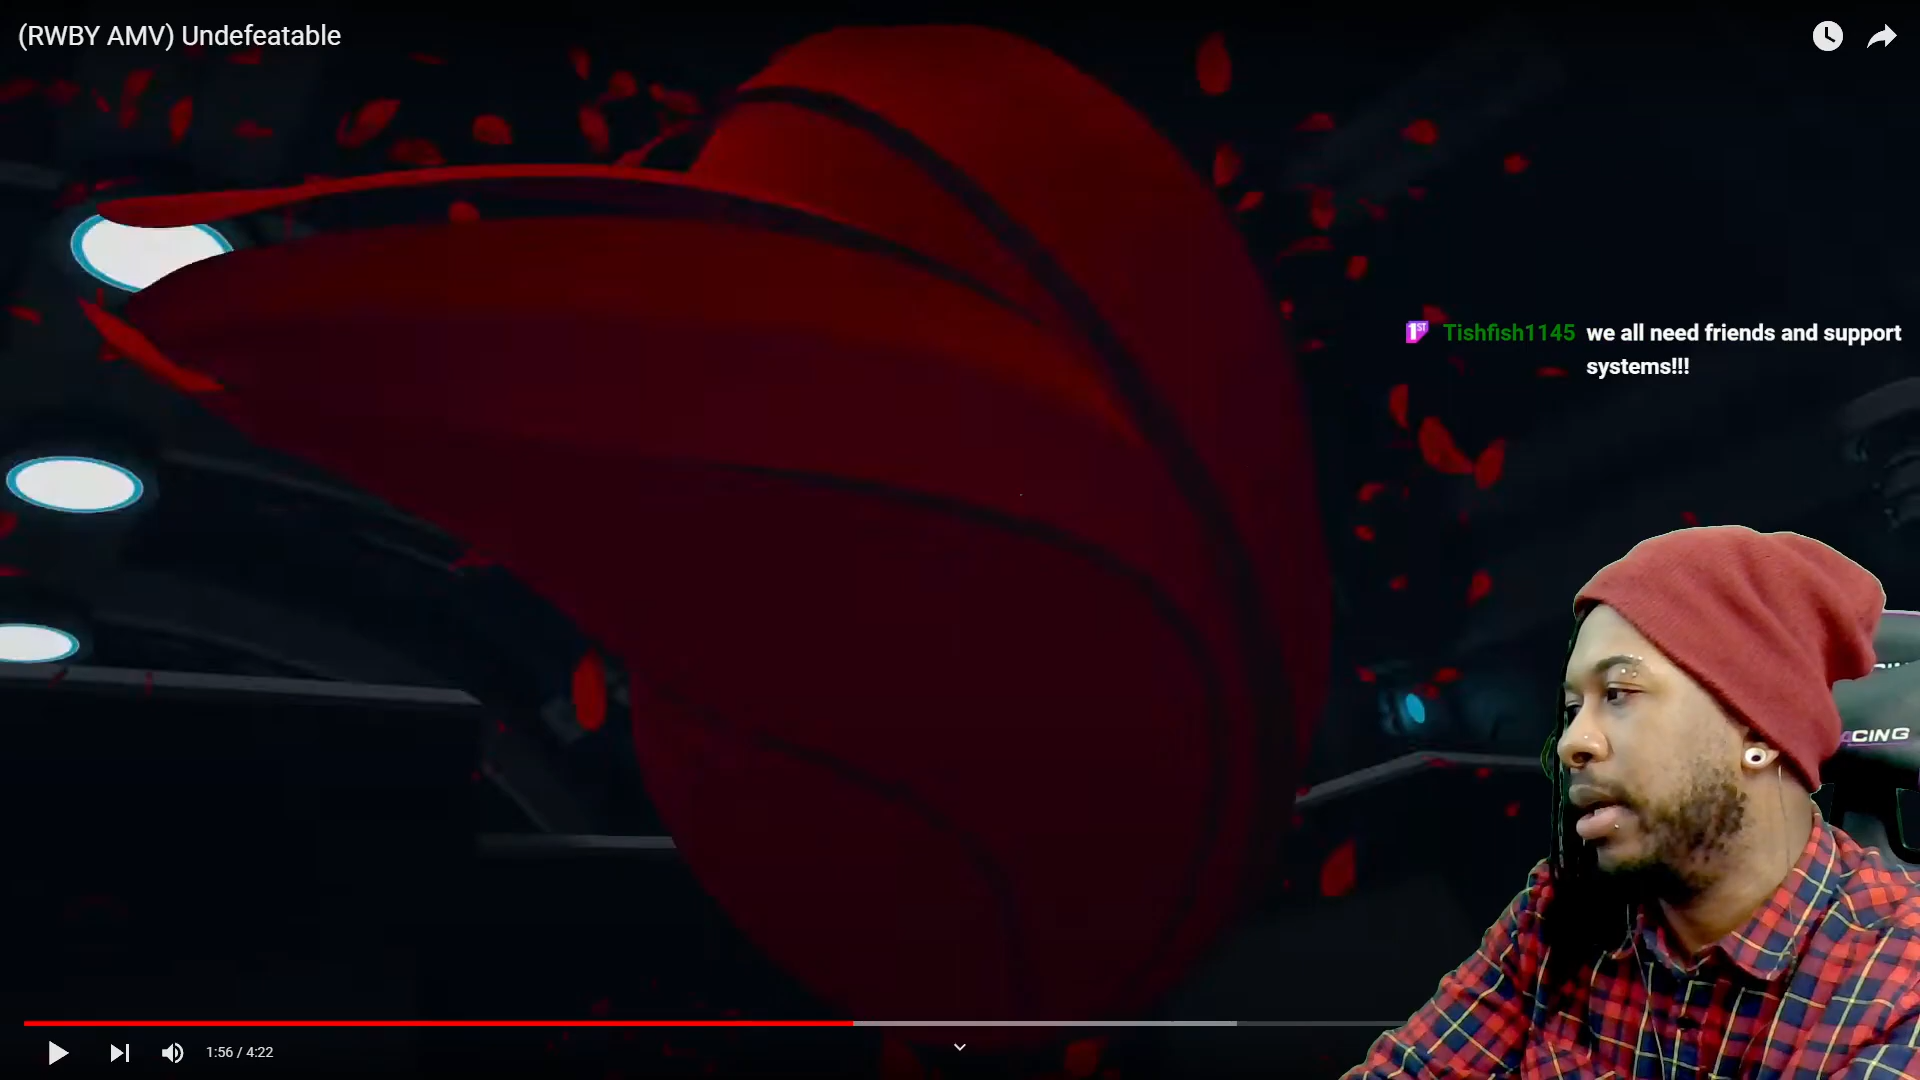 (RWBY AMV) Undefeatable
1ST Tishfish1145 we all need friends and support
systems!!!
CING
1:56 / 4:22